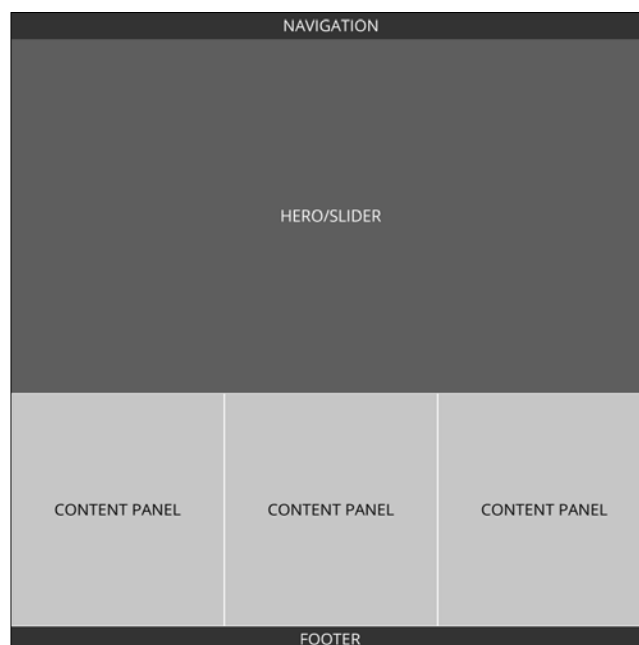 NAVIGATION
HERO/SLIDER
CONTENT PANEL
CONTENT PANEL
CONTENT PANEL
FOOTER